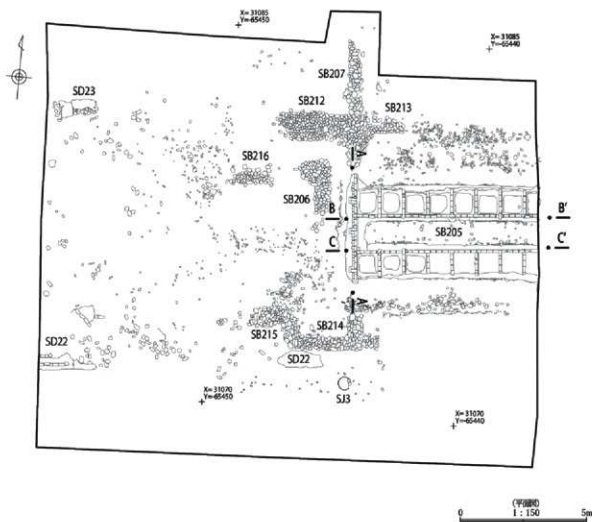 X= 31085
Y=-65450
X= 31085
Y=-65440
SB207
SD23
SB212
SB213
A
SB216
SB206
B
B'
SB205
C
C'
A'
SB215
SB214
SD22
SD22
SJ3
X= 31070
Y=-65450
X= 31070
Y=-65440
(平面図)
0
1 : 150
5m